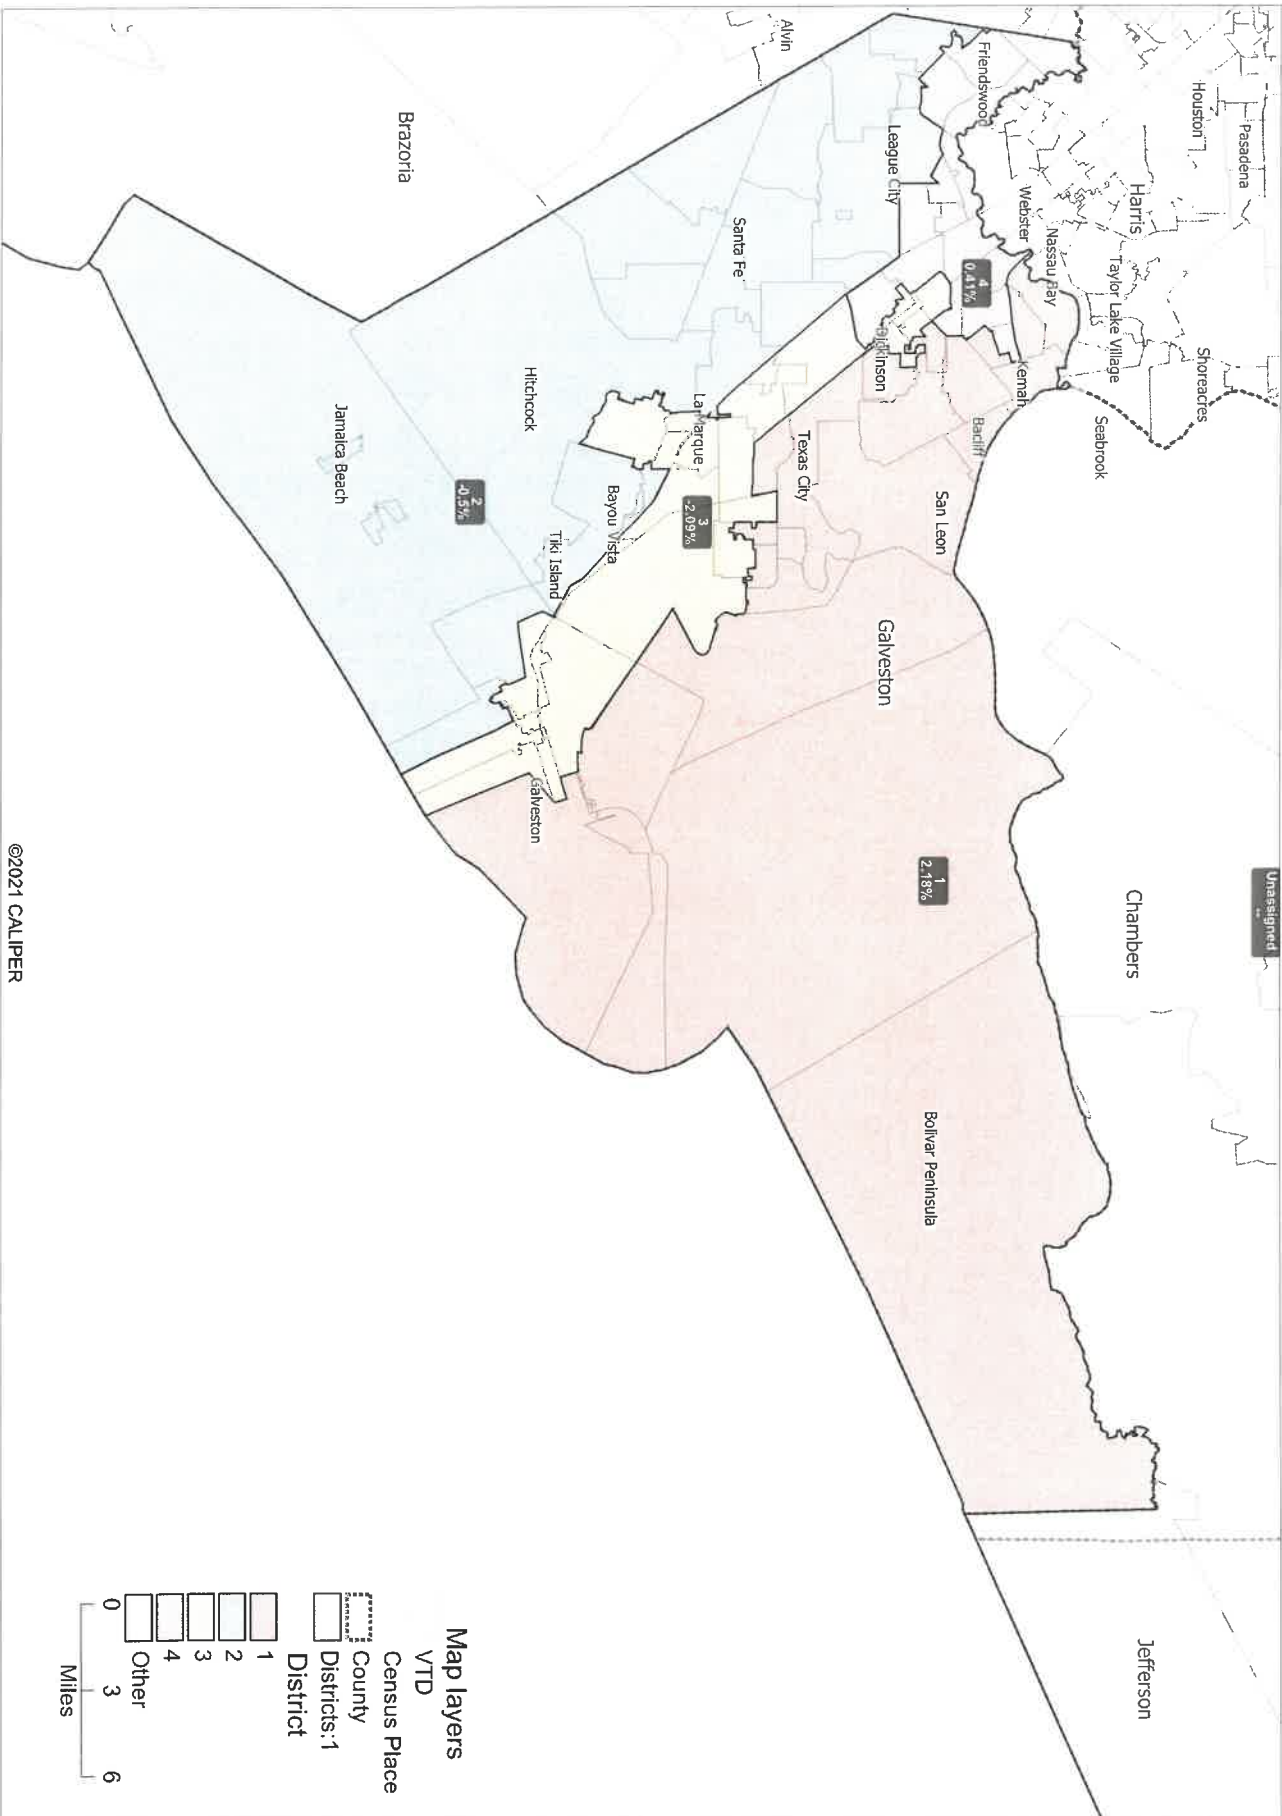 Unassigned
--
Pasadena
Houston
Harris
Shoreacres
Taylor Lake Village
Nassau Bay
Webster
Seabrook
Chambers
Jefferson
Friendswood
4
0.41%
Kemah
Bacliff
San Leon
League City
Dickinson
Galveston
1
2.18%
Bolivar Peninsula
Alvin
Texas City
Santa Fe
La Marque
3
-2.09%
Bayou Vista
Hitchcock
Tiki Island
Galveston
2
-0.5%
Brazoria
Jamaica Beach
Map layers
VTD
Census Place
County
Districts:1
District
1
2
3
4
Other
0 3 6
Miles
©2021 CALIPER